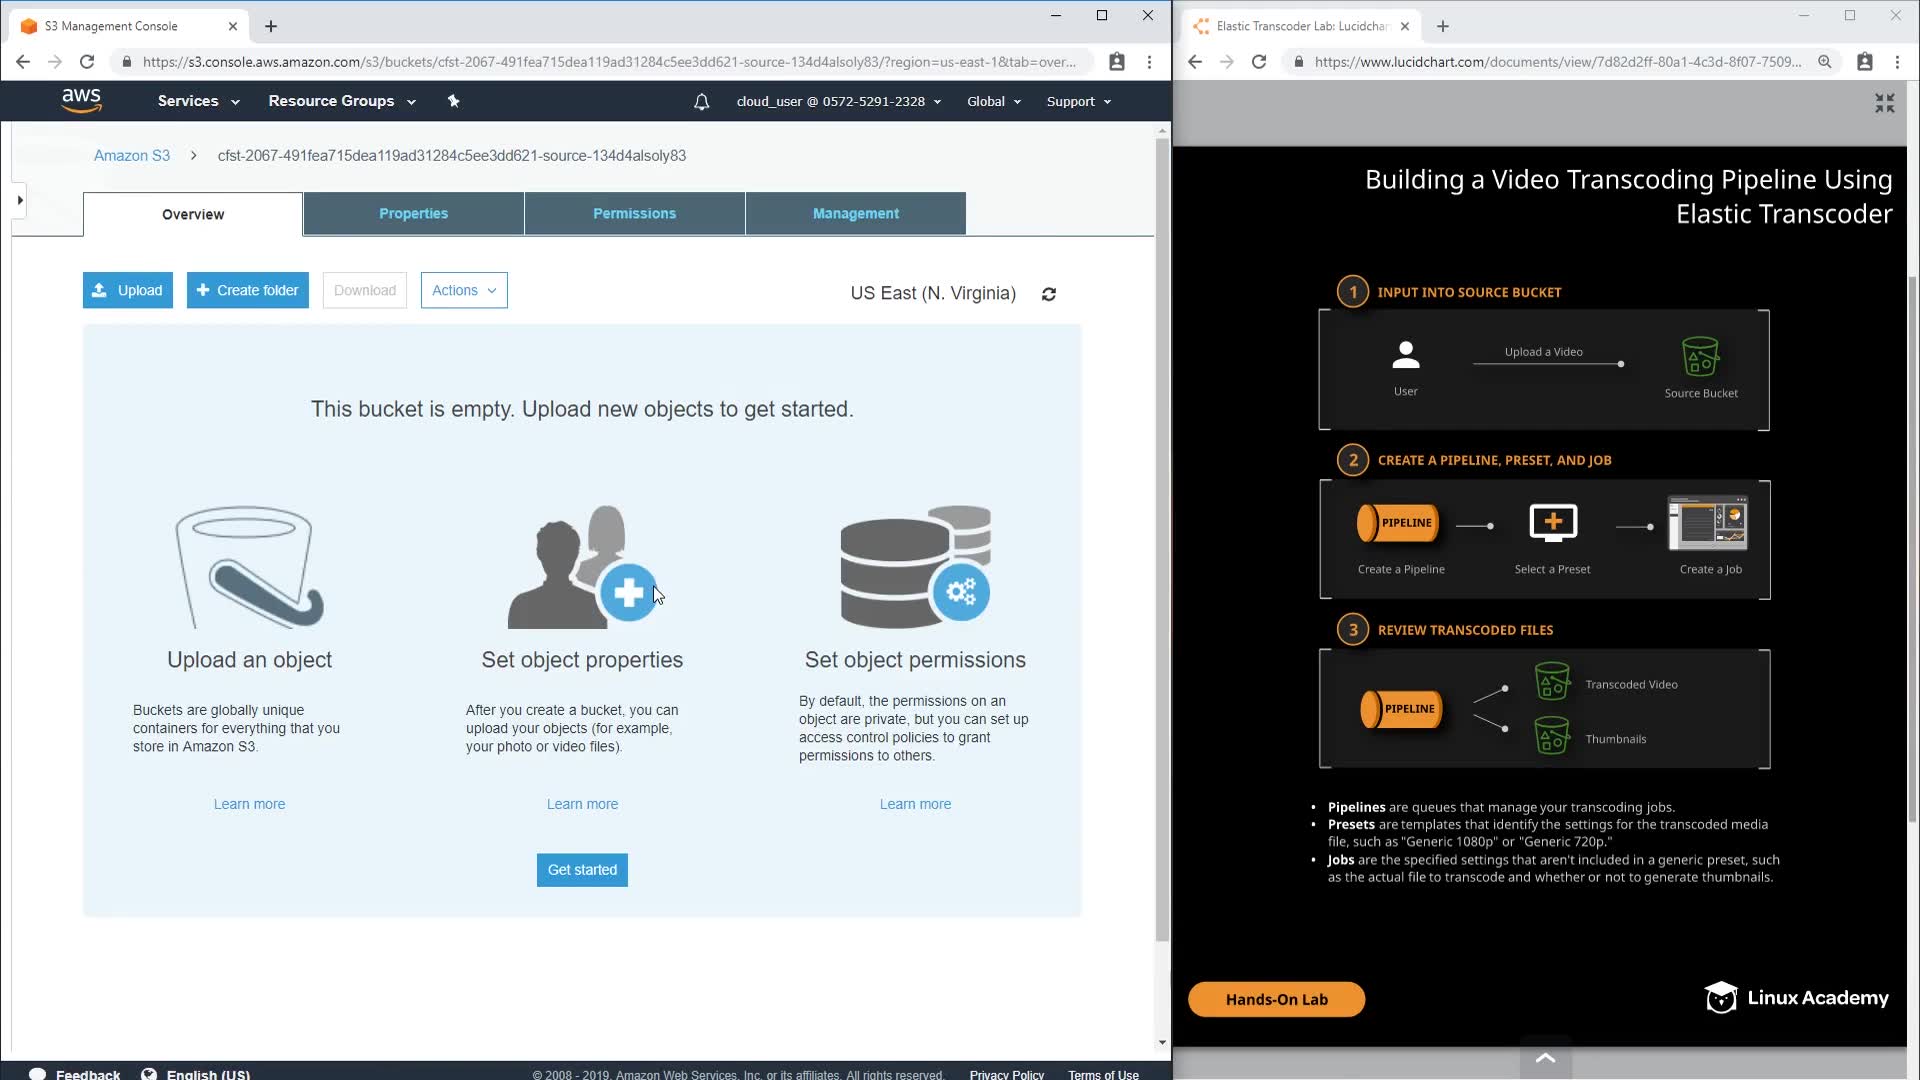 S3 Management Console
https://s3.console.aws.amazon.com/s3/buckets/cfst-2067-491fea715dea119ad31284c5ee3dd621-source-134d4alsoly83/?region=us-east-1&tab=over...
aws
Services
Resource Groups
cloud_user @ 0572-5291-2328
Global
Support
Amazon S3
cfst-2067-491fea715dea119ad31284c5ee3dd621-source-134d4alsoly83
Overview
Properties
Permissions
Management
Upload
Create folder
Download
Actions
US East (N. Virginia)
This bucket is empty. Upload new objects to get started.
Upload an object
Buckets are globally unique
containers for everything that you
store in Amazon S3.
Learn more
Set object properties
After you create a bucket, you can
upload your objects (for example,
your photo or video files).
Learn more
Set object permissions
By default, the permissions on an
object are private, but you can set up
access control policies to grant
permissions to others.
Learn more
Get started
Feedback
English (US)
© 2008 - 2019, Amazon Web Services, Inc. or its affiliates. All rights reserved.
Privacy Policy
Terms of Use
Elastic Transcoder Lab: Lucidchar
https://www.lucidchart.com/documents/view/7d82d2ff-80a1-4c3d-8f07-7509...
Building a Video Transcoding Pipeline Using
Elastic Transcoder
1 INPUT INTO SOURCE BUCKET
Upload a Video
User
Source Bucket
2 CREATE A PIPELINE, PRESET, AND JOB
PIPELINE
Create a Pipeline
Select a Preset
Create a Job
3 REVIEW TRANSCODED FILES
PIPELINE
Transcoded Video
Thumbnails
• Pipelines are queues that manage your transcoding jobs.
• Presets are templates that identify the settings for the transcoded media
file, such as "Generic 1080p" or "Generic 720p."
• Jobs are the specified settings that aren't included in a generic preset, such
as the actual file to transcode and whether or not to generate thumbnails.
Hands-On Lab
Linux Academy